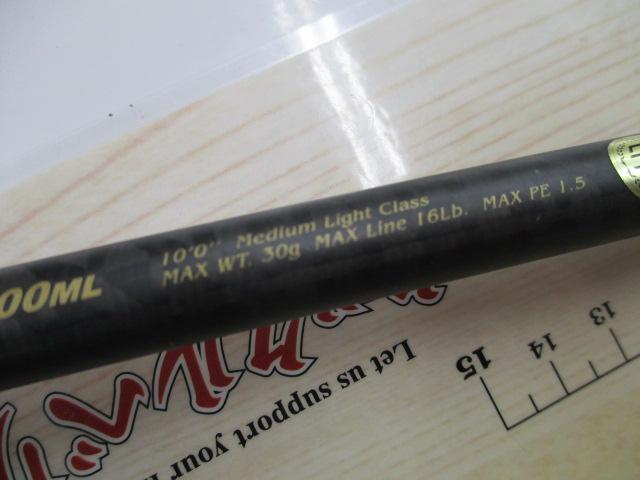 00ML
10'0" Medium Light Class
MAX WT. 30g MAX Line 16Lb. MAX PE 1.5
Let us support your
15 14 13